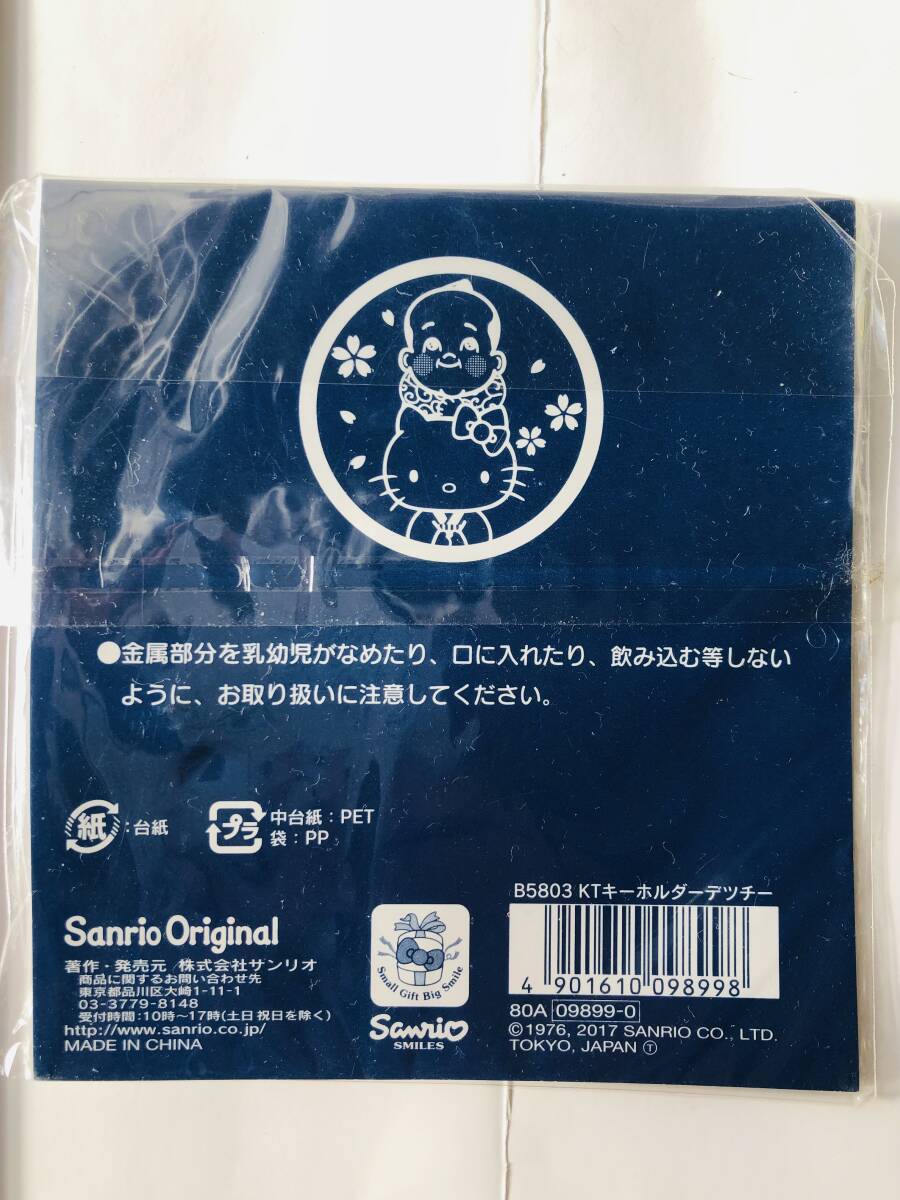 ●金属部分を乳幼児がなめたり、口に入れたり、飲み込む等しない
ように、お取り扱いに注意してください。
紙:台紙
プラ 中台紙：PET
袋：PP
Sanrio Original
著作・発売元 株式会社サンリオ
商品に関するお問い合わせ先
東京都品川区大崎1-11-1
03-3779-8148
受付時間:10時〜17時(土日祝日を除く)
http://www.sanrio.co.jp/
MADE IN CHINA
Small Gift Big Smile
Sanrio
SMILES
B5803 KTキーホルダーデツチー
4 901610 098998
80A 09899-0
©1976, 2017 SANRIO CO., LTD.
TOKYO, JAPAN Ⓣ